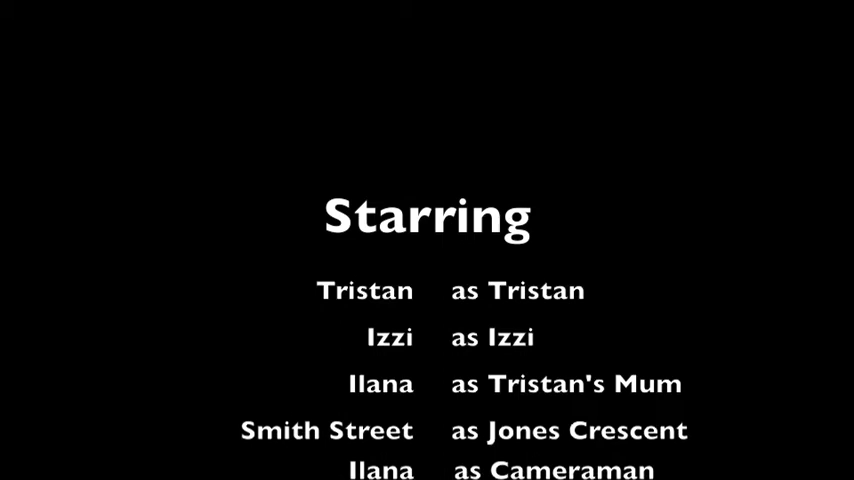 Starring
Tristan as Tristan
Izzi as Izzi
Ilana as Tristan's Mum
Smith Street as Jones Crescent
Ilana as Cameraman